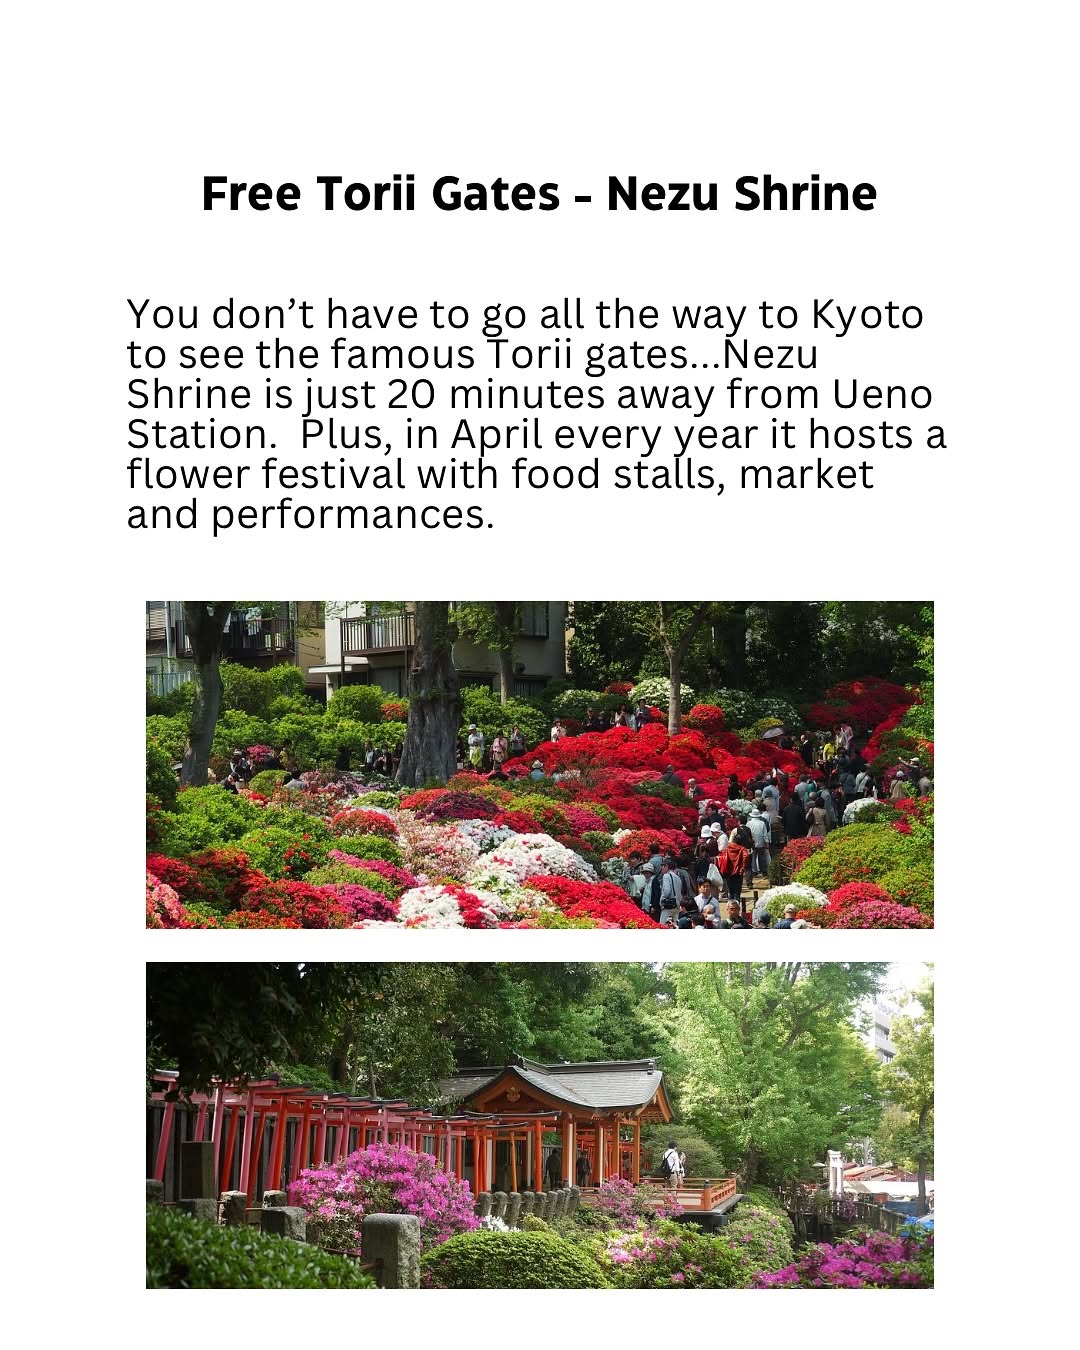 Free Torii Gates - Nezu Shrine
You don’t have to go all the way to Kyoto
to see the famous Torii gates...Nezu
Shrine is just 20 minutes away from Ueno
Station.  Plus, in April every year it hosts a
flower festival with food stalls, market
and performances.